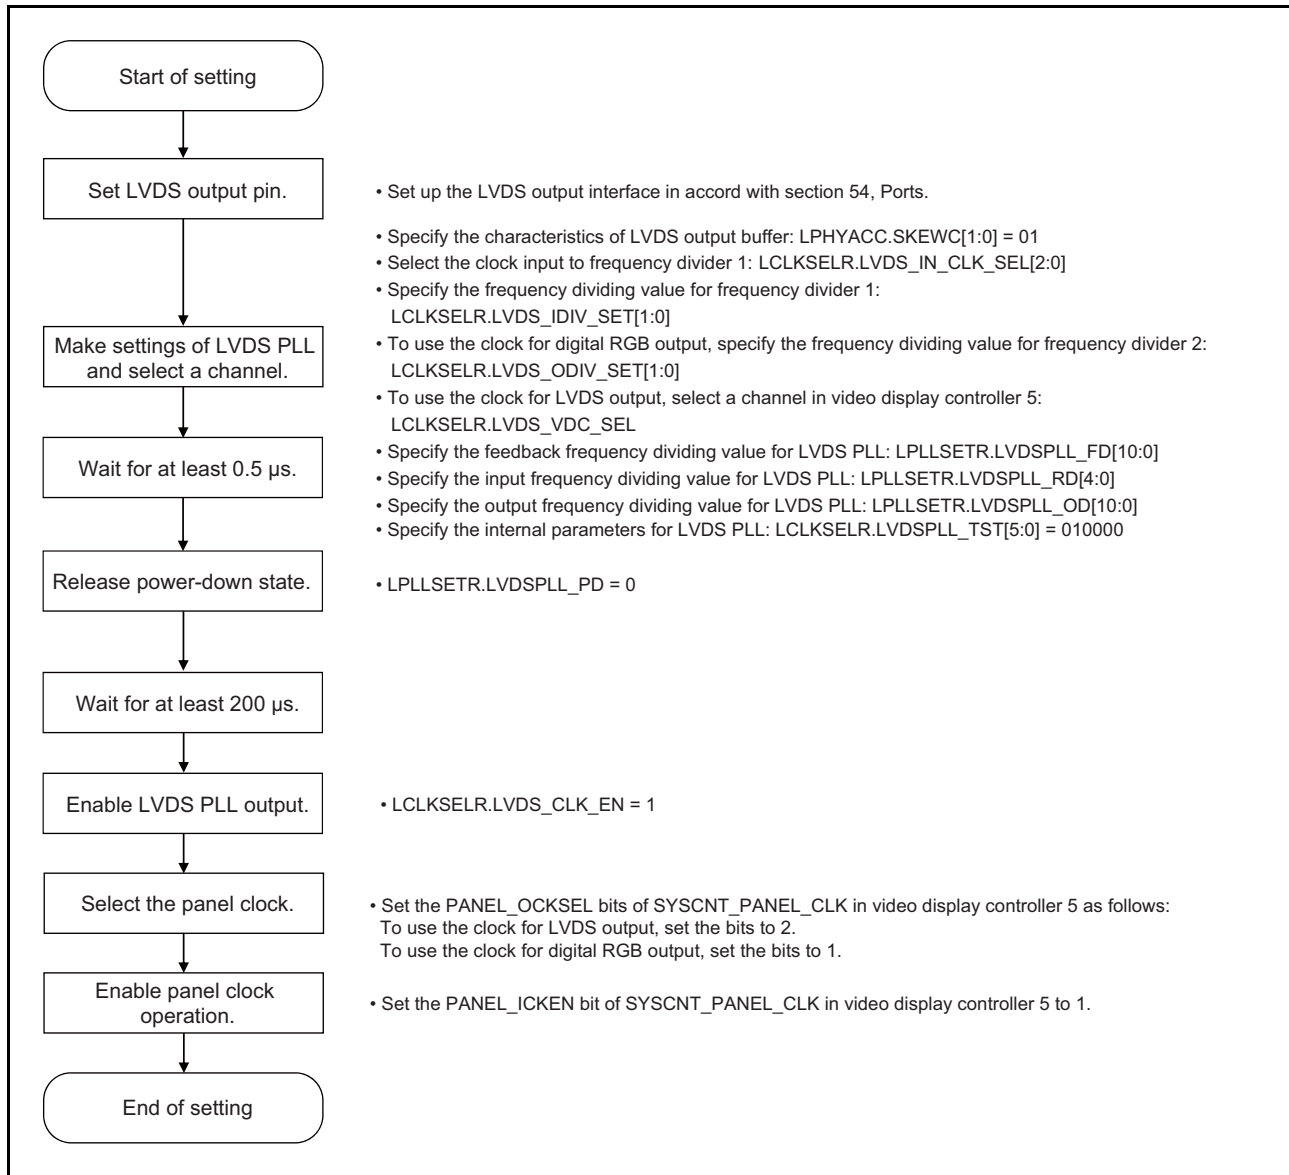 Start of setting
Set LVDS output pin.
• Set up the LVDS output interface in accord with section 54, Ports.
• Specify the characteristics of LVDS output buffer: LPHYACC.SKEWC[1:0] = 01
• Select the clock input to frequency divider 1: LCLKSELR.LVDS_IN_CLK_SEL[2:0]
• Specify the frequency dividing value for frequency divider 1:
LCLKSELR.LVDS_IDIV_SET[1:0]
Make settings of LVDS PLL
and select a channel.
• To use the clock for digital RGB output, specify the frequency dividing value for frequency divider 2:
LCLKSELR.LVDS_ODIV_SET[1:0]
• To use the clock for LVDS output, select a channel in video display controller 5:
LCLKSELR.LVDS_VDC_SEL
Wait for at least 0.5 µs.
• Specify the feedback frequency dividing value for LVDS PLL: LPLLSETR.LVDSPLL_FD[10:0]
• Specify the input frequency dividing value for LVDS PLL: LPLLSETR.LVDSPLL_RD[4:0]
• Specify the output frequency dividing value for LVDS PLL: LPLLSETR.LVDSPLL_OD[10:0]
• Specify the internal parameters for LVDS PLL: LCLKSELR.LVDSPLL_TST[5:0] = 010000
Release power-down state.
• LPLLSETR.LVDSPLL_PD = 0
Wait for at least 200 µs.
Enable LVDS PLL output.
• LCLKSELR.LVDS_CLK_EN = 1
Select the panel clock.
• Set the PANEL_OCKSEL bits of SYSCNT_PANEL_CLK in video display controller 5 as follows:
To use the clock for LVDS output, set the bits to 2.
To use the clock for digital RGB output, set the bits to 1.
Enable panel clock
operation.
• Set the PANEL_ICKEN bit of SYSCNT_PANEL_CLK in video display controller 5 to 1.
End of setting